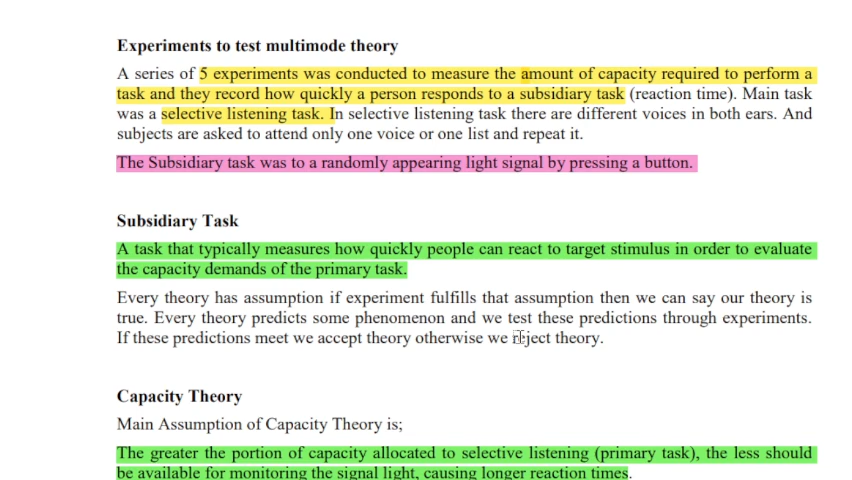 Experiments to test multimode theory
A series of 5 experiments was conducted to measure the amount of capacity required to perform a
task and they record how quickly a person responds to a subsidiary task (reaction time). Main task
was a selective listening task. In selective listening task there are different voices in both ears. And
subjects are asked to attend only one voice or one list and repeat it.
The Subsidiary task was to a randomly appearing light signal by pressing a button.
Subsidiary Task
A task that typically measures how quickly people can react to target stimulus in order to evaluate
the capacity demands of the primary task.
Every theory has assumption if experiment fulfills that assumption then we can say our theory is
true. Every theory predicts some phenomenon and we test these predictions through experiments.
If these predictions meet we accept theory otherwise we reject theory.
Capacity Theory
Main Assumption of Capacity Theory is;
The greater the portion of capacity allocated to selective listening (primary task), the less should
be available for monitoring the signal light, causing longer reaction times.